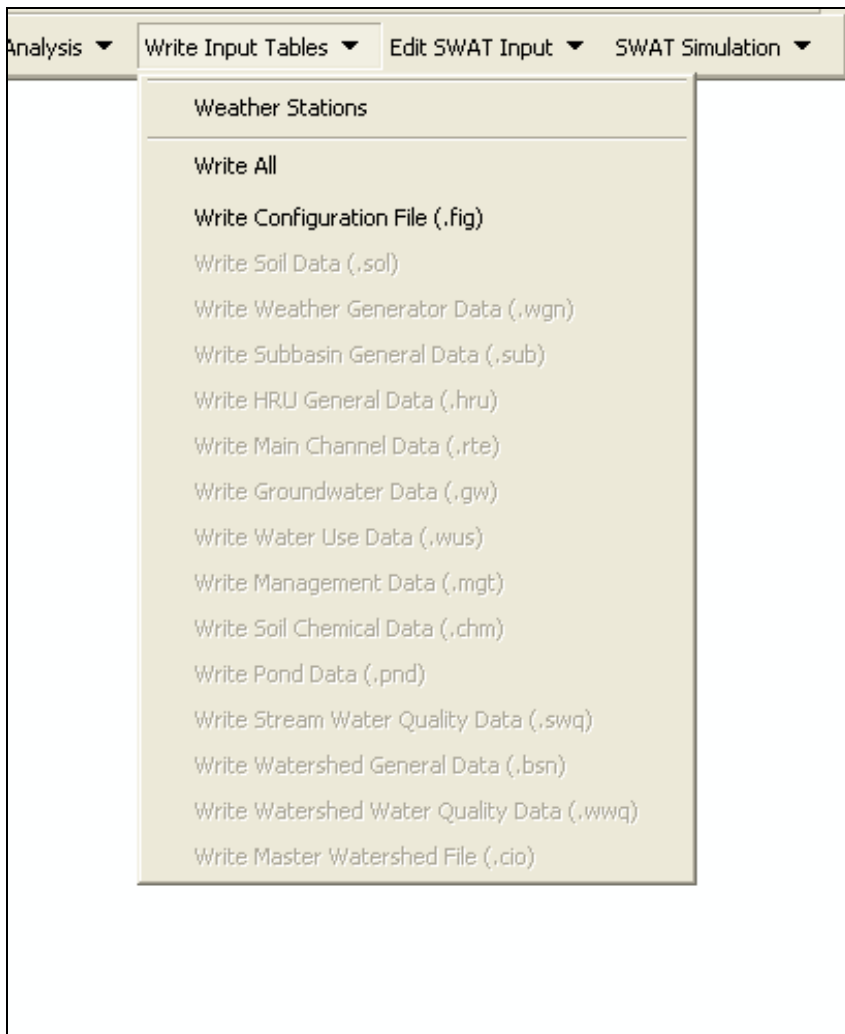 Analysis Write Input Tables Edit SWAT Input SWAT Simulation
Weather Stations
Write All
Write Configuration File (.fig)
Write Soil Data (.sol)
Write Weather Generator Data (.wgn)
Write Subbasin General Data (.sub)
Write HRU General Data (.hru)
Write Main Channel Data (.rte)
Write Groundwater Data (.gw)
Write Water Use Data (.wus)
Write Management Data (.mgt)
Write Soil Chemical Data (.chm)
Write Pond Data (.pnd)
Write Stream Water Quality Data (.swq)
Write Watershed General Data (.bsn)
Write Watershed Water Quality Data (.wwq)
Write Master Watershed File (.cio)